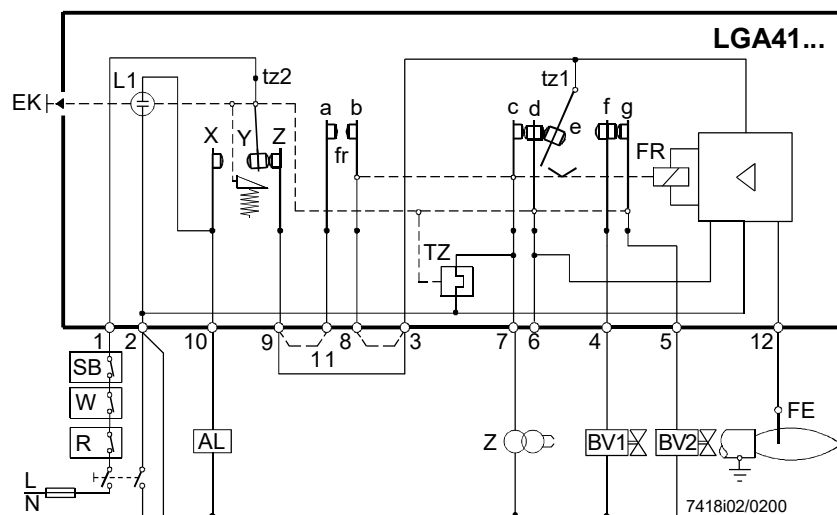 LGA41...
EK
L1
tz2
tz1
a b
c d
e
f g
X Y Z
fr
FR
TZ
1 2 10 9 11 8 3 7 6 4 5 12
SB
W
R
AL
Z
BV1
BV2
FE
L
N
7418i02/0200